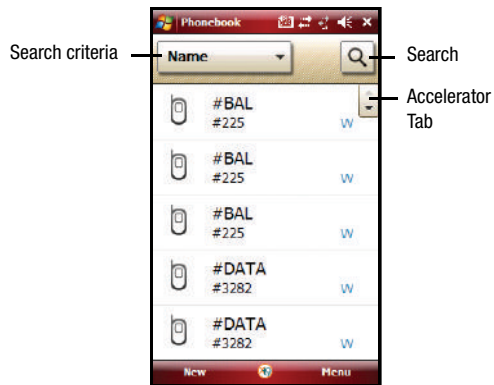 Phonebook
Search criteria
Name
Search
Accelerator
Tab
#BAL
#225
W
#BAL
#225
W
#BAL
#225
W
#DATA
#3282
W
#DATA
#3282
W
New
Menu